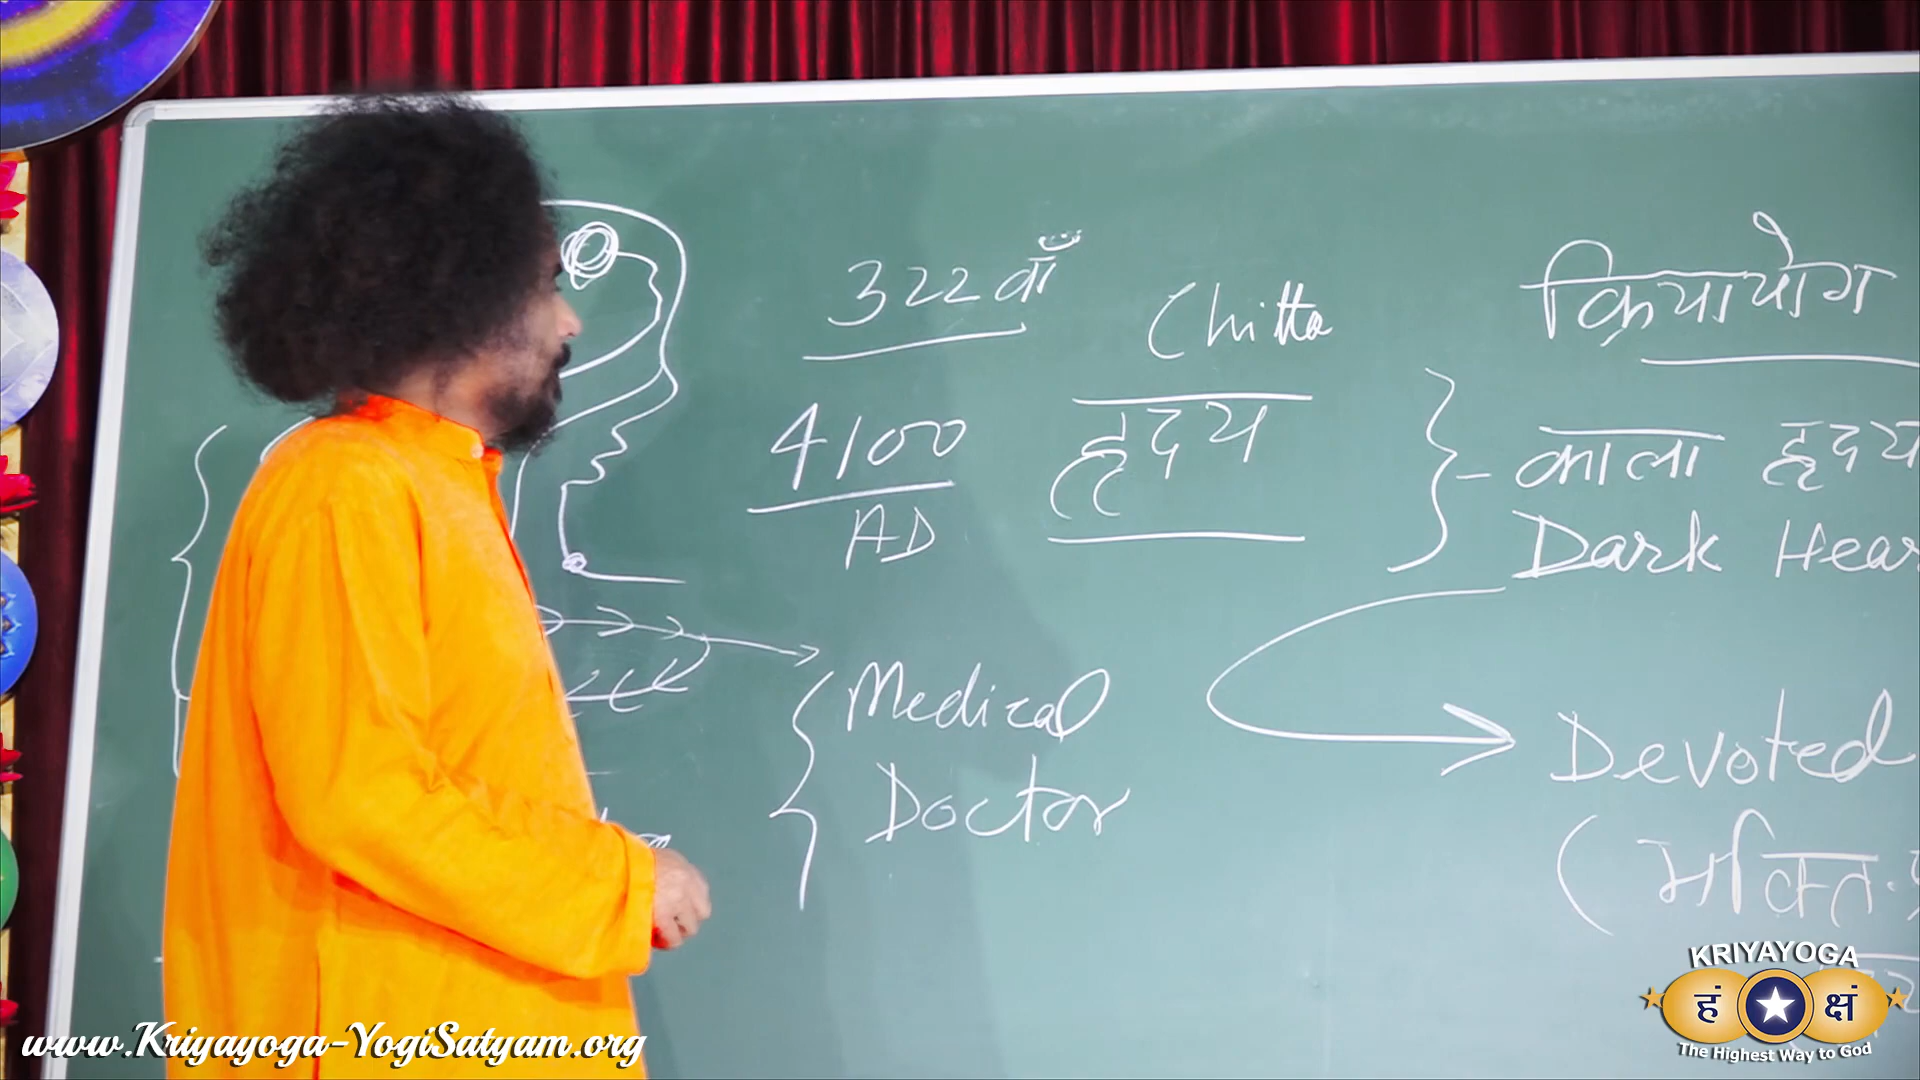 322 वाँ
Chitta
क्रियायोग
4100
AD
हृदय
काला हृदय
Dark Hear
Medical
Doctor
Devoted
(भक्ति
KRIYAYOGA
हं क्षं
The Highest Way to God
www.Kriyayoga-YogiSatyam.org